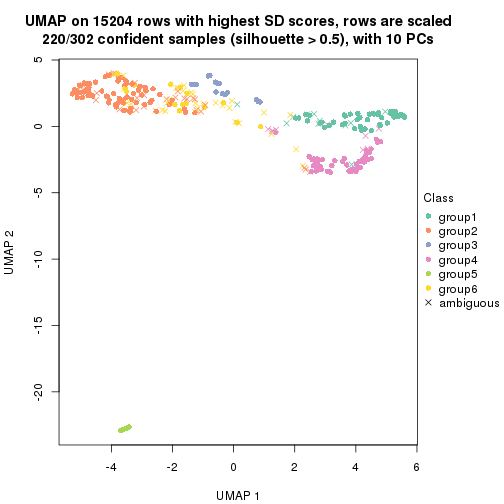 UMAP on 15204 rows with highest SD scores, rows are scaled
220/302 confident samples (silhouette > 0.5), with 10 PCs
5
0
-5
-10
-15
-20
UMAP 2
-4
-2
0
2
4
6
UMAP 1
Class
group1
group2
group3
group4
group5
group6
ambiguous